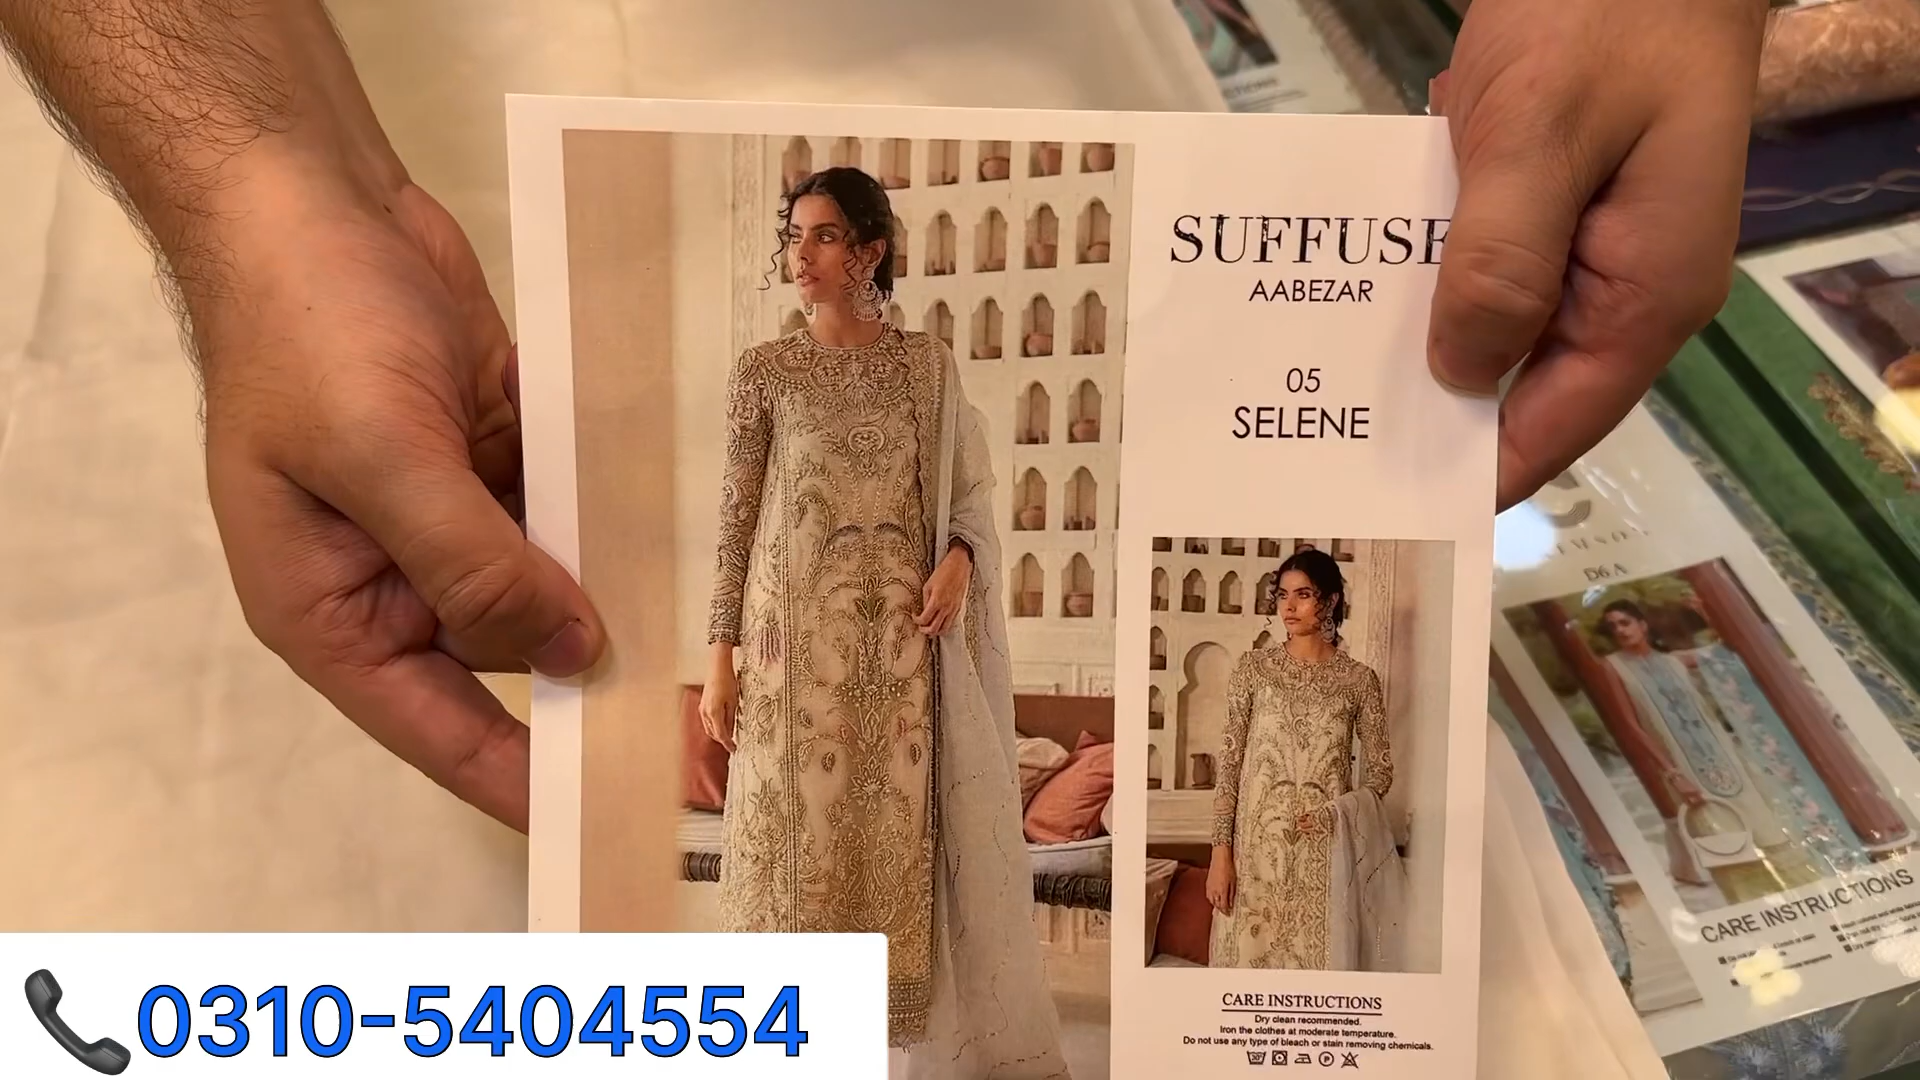 SUFFUSE
AABEZAR
05
SELENE
CARE INSTRUCTIONS
Dry clean recommended.
Iron the clothes at moderate temperature.
Do not use any type of bleach or stain removing chemicals.
D6 A
CARE INSTRUCTIONS
0310-5404554